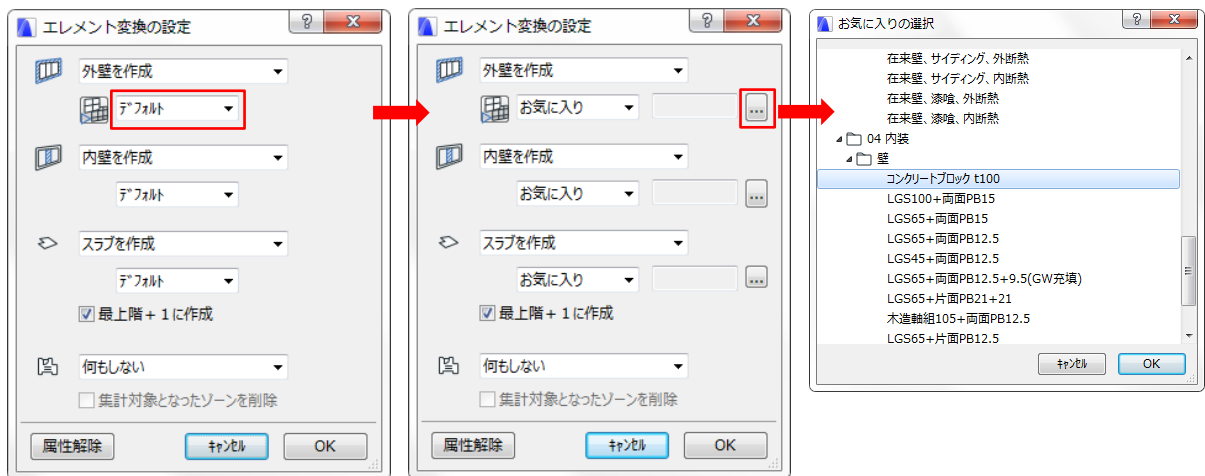 エレメント変換の設定
外壁を作成
デフォルト
内壁を作成
デフォルト
スラブを作成
デフォルト
最上階+1に作成
何もしない
集計対象となったゾーンを削除
属性解除
キャンセル
OK
エレメント変換の設定
外壁を作成
お気に入り
...
内壁を作成
お気に入り
...
スラブを作成
お気に入り
...
最上階+1に作成
何もしない
集計対象となったゾーンを削除
属性解除
キャンセル
OK
お気に入りの選択
在来壁、サイディング、外断熱
在来壁、サイディング、内断熱
在来壁、漆喰、外断熱
在来壁、漆喰、内断熱
04 内装
壁
コンクリートブロック t100
LGS100+両面PB15
LGS65+両面PB15
LGS65+両面PB12.5
LGS45+両面PB12.5
LGS65+両面PB12.5+9.5(GW充填)
LGS65+片面PB21+21
木造軸組105+両面PB12.5
LGS65+片面PB12.5
キャンセル
OK